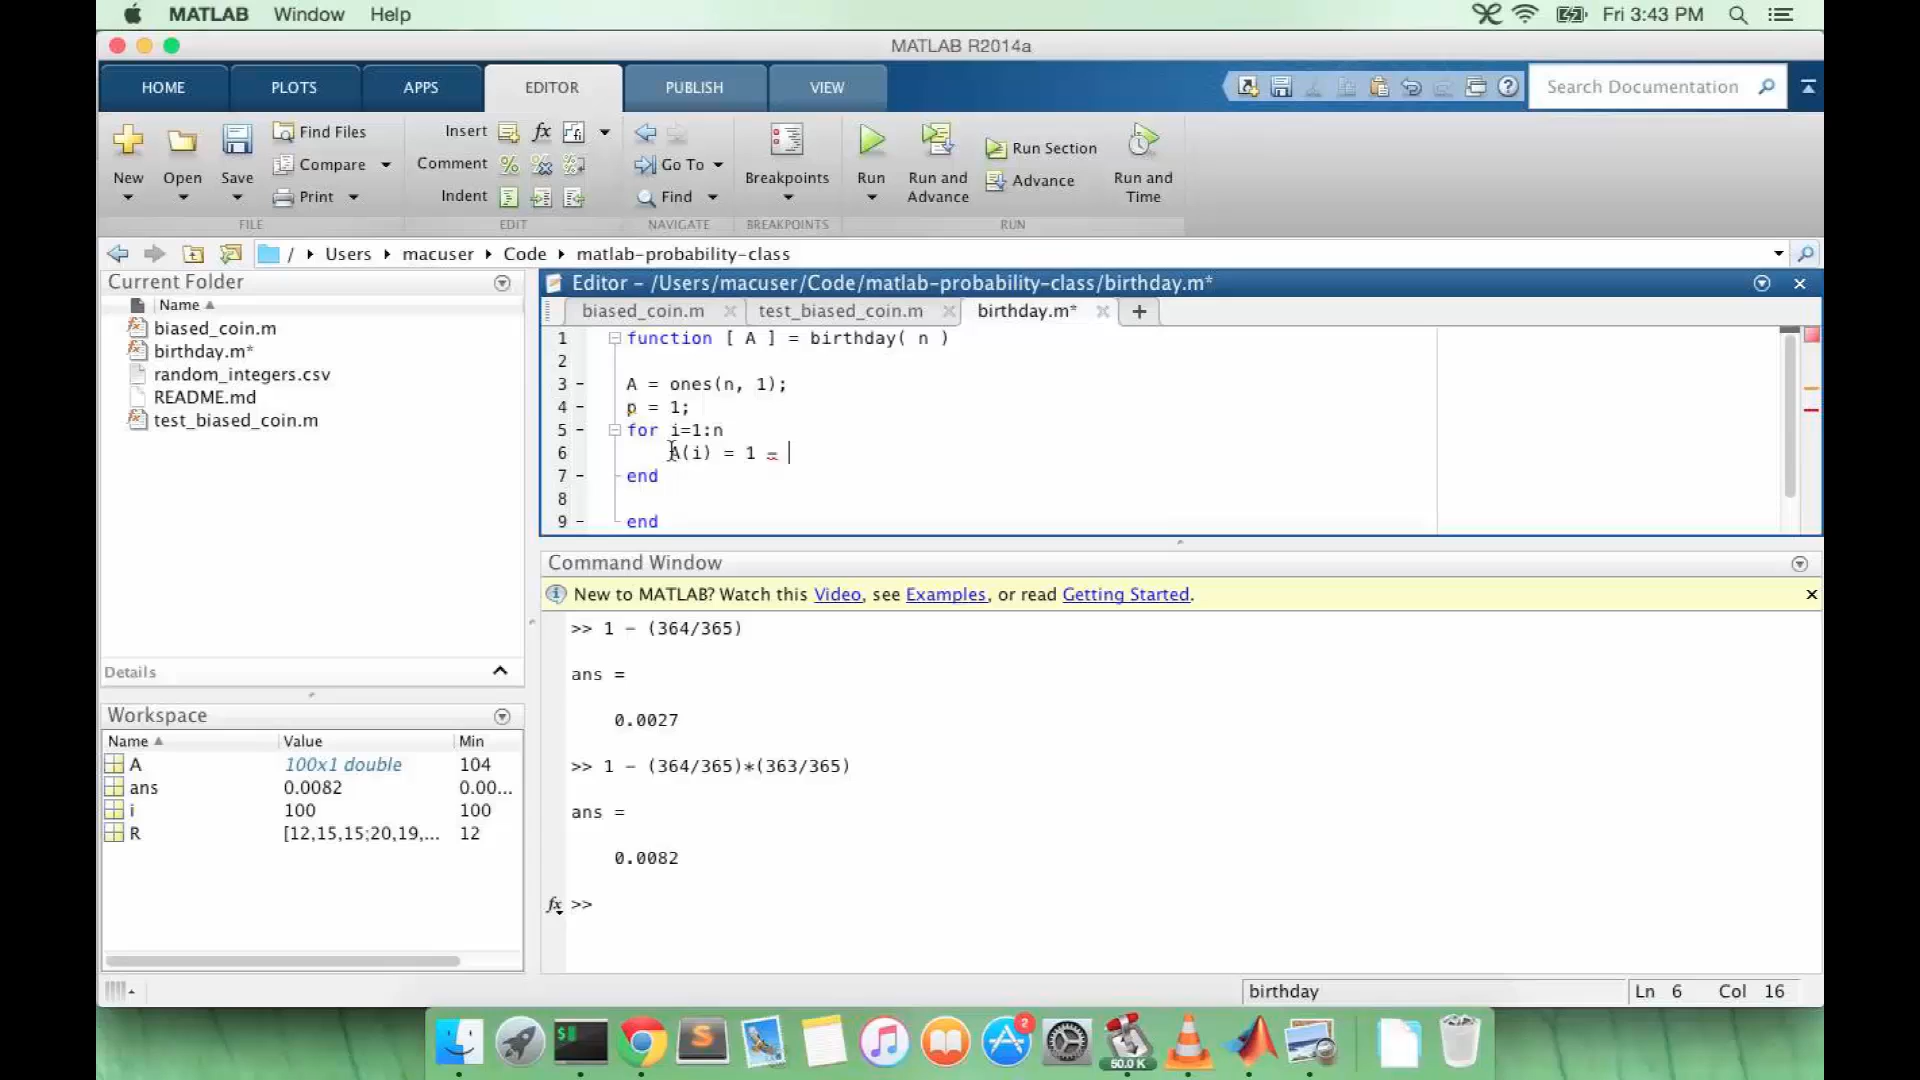 MATLAB Window Help Fri 3:43 PM
MATLAB R2014a
HOME PLOTS APPS EDITOR PUBLISH VIEW Search Documentation
New Open Save Find Files Compare Print
Insert fx fi
Comment % % %
Indent
Go To Find
Breakpoints
Run
Run and Advance
Run Section
Advance
Run and Time
FILE EDIT NAVIGATE BREAKPOINTS RUN
/ Users macuser Code matlab-probability-class
Current Folder
Name
biased_coin.m
birthday.m*
random_integers.csv
README.md
test_biased_coin.m
Details
Workspace
Name Value Min
A 100x1 double 104
ans 0.0082 0.00...
i 100 100
R [12,15,15;20,19,... 12
Editor - /Users/macuser/Code/matlab-probability-class/birthday.m*
biased_coin.m test_biased_coin.m birthday.m*
1 function [ A ] = birthday( n )
2
3 - A = ones(n, 1);
4 - p = 1;
5 - for i=1:n
6 A(i) = 1 =
7 - end
8
9 - end
Command Window
New to MATLAB? Watch this Video, see Examples, or read Getting Started.
>> 1 - (364/365)
ans =
0.0027
>> 1 - (364/365)*(363/365)
ans =
0.0082
fx >>
birthday Ln 6 Col 16
$
S
2
50.0 K